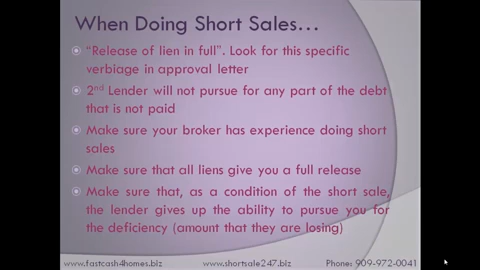 When Doing Short Sales…
“Release of lien in full”. Look for this specific
verbiage in approval letter
2nd Lender will not pursue for any part of the debt
that is not paid
Make sure your broker has experience doing short
sales
Make sure that all liens give you a full release
Make sure that, as a condition of the short sale,
the lender gives up the ability to pursue you for
the deficiency (amount that they are losing)
www.fastcash4homes.biz www.shortsale247.biz Phone: 909-972-0041